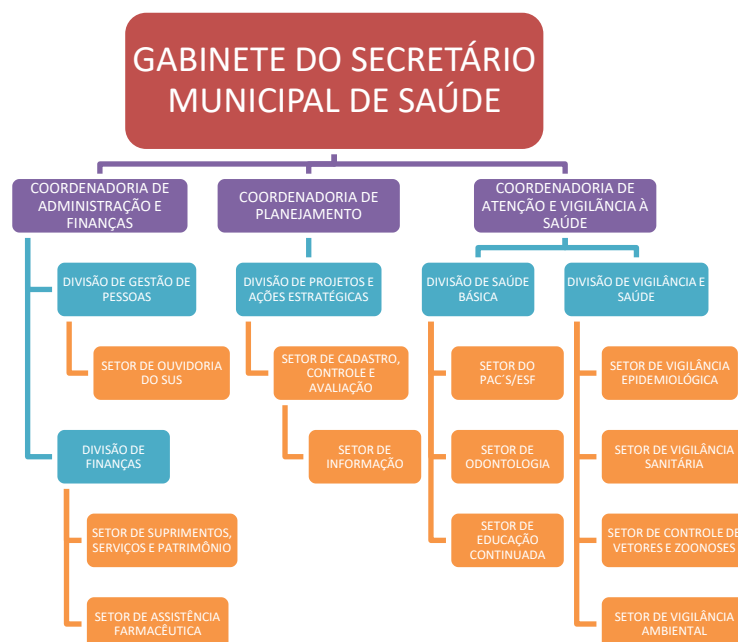 GABINETE DO SECRETÁRIO
MUNICIPAL DE SAÚDE
COORDENADORIA DE
ADMINISTRAÇÃO E
FINANÇAS
DIVISÃO DE GESTÃO DE
PESSOAS
SETOR DE OUVIDORIA
DO SUS
DIVISÃO DE
FINANÇAS
SETOR DE SUPRIMENTOS,
SERVIÇOS E PATRIMÔNIO
SETOR DE ASSISTÊNCIA
FARMACÊUTICA
COORDENADORIA DE
PLANEJAMENTO
DIVISÃO DE PROJETOS E
AÇÕES ESTRATÉGICAS
SETOR DE CADASTRO,
CONTROLE E
AVALIAÇÃO
SETOR DE
INFORMAÇÃO
COORDENADORIA DE
ATENÇÃO E VIGILÂNCIA À
SAÚDE
DIVISÃO DE SAÚDE
BÁSICA
SETOR DO
PAC´S/ESF
SETOR DE
ODONTOLOGIA
SETOR DE
EDUCAÇÃO
CONTINUADA
DIVISÃO DE VIGILÂNCIA E
SAÚDE
SETOR DE VIGILÂNCIA
EPIDEMIOLÓGICA
SETOR DE VIGILÂNCIA
SANITÁRIA
SETOR DE CONTROLE DE
VETORES E ZOONOSES
SETOR DE VIGILÂNCIA
AMBIENTAL